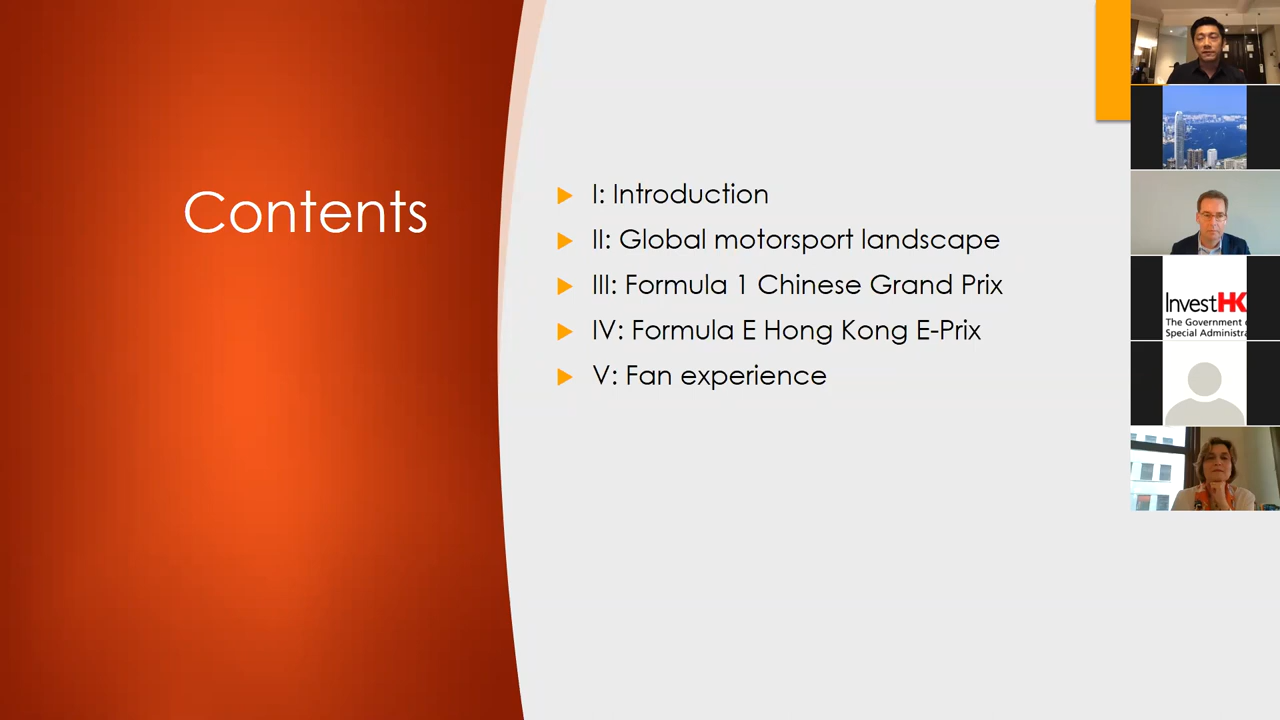 Contents
I: Introduction
II: Global motorsport landscape
III: Formula 1 Chinese Grand Prix
IV: Formula E Hong Kong E-Prix
V: Fan experience
InvestHK
The Government
Special Administra